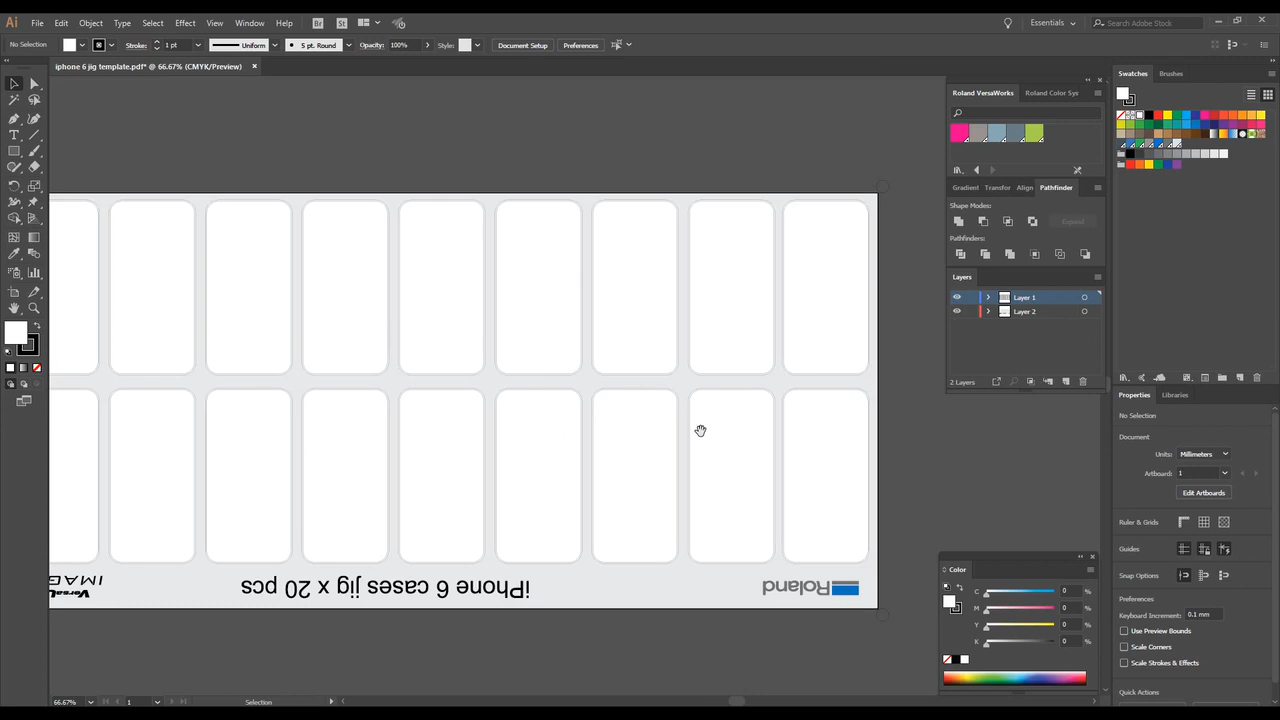 Ai File Edit Object Type Select Effect View Window Help Br St Essentials Search Adobe Stock
No Selection Stroke: 1 pt Uniform 5 pt. Round Opacity: 100% Style: Document Setup Preferences
iphone 6 jig template.pdf* @ 66.67% (CMYK/Preview)
Swatches Brushes
Roland VersaWorks Roland Color Sys
Gradient Transfor Align Pathfinder
Shape Modes:
Expand
Pathfinders:
Layers
Layer 1
Layer 2
2 Layers
Properties Libraries
No Selection
Document
Units: Millimeters
Artboard: 1
Edit Artboards
Ruler & Grids
Guides
Snap Options
Preferences
Keyboard Increment: 0.1 mm
Use Preview Bounds
Scale Corners
Scale Strokes & Effects
Quick Actions
Color
C 0 %
M 0 %
Y 0 %
K 0 %
iPhone 6 cases jig x 20 pcs
Roland
66.67% 1 Selection